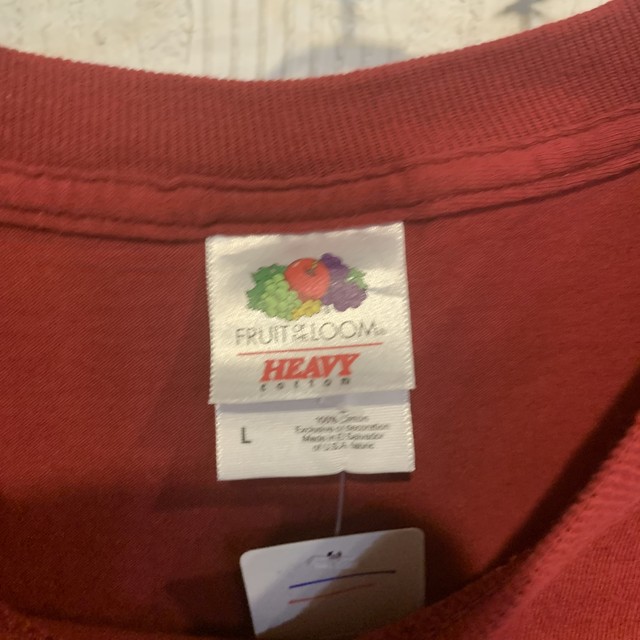 FRUIT OF THE LOOM®
HEAVY
cotton
L
100% Cotton
Exclusive of decoration
Made in El Salvador
of U.S.A. fabric